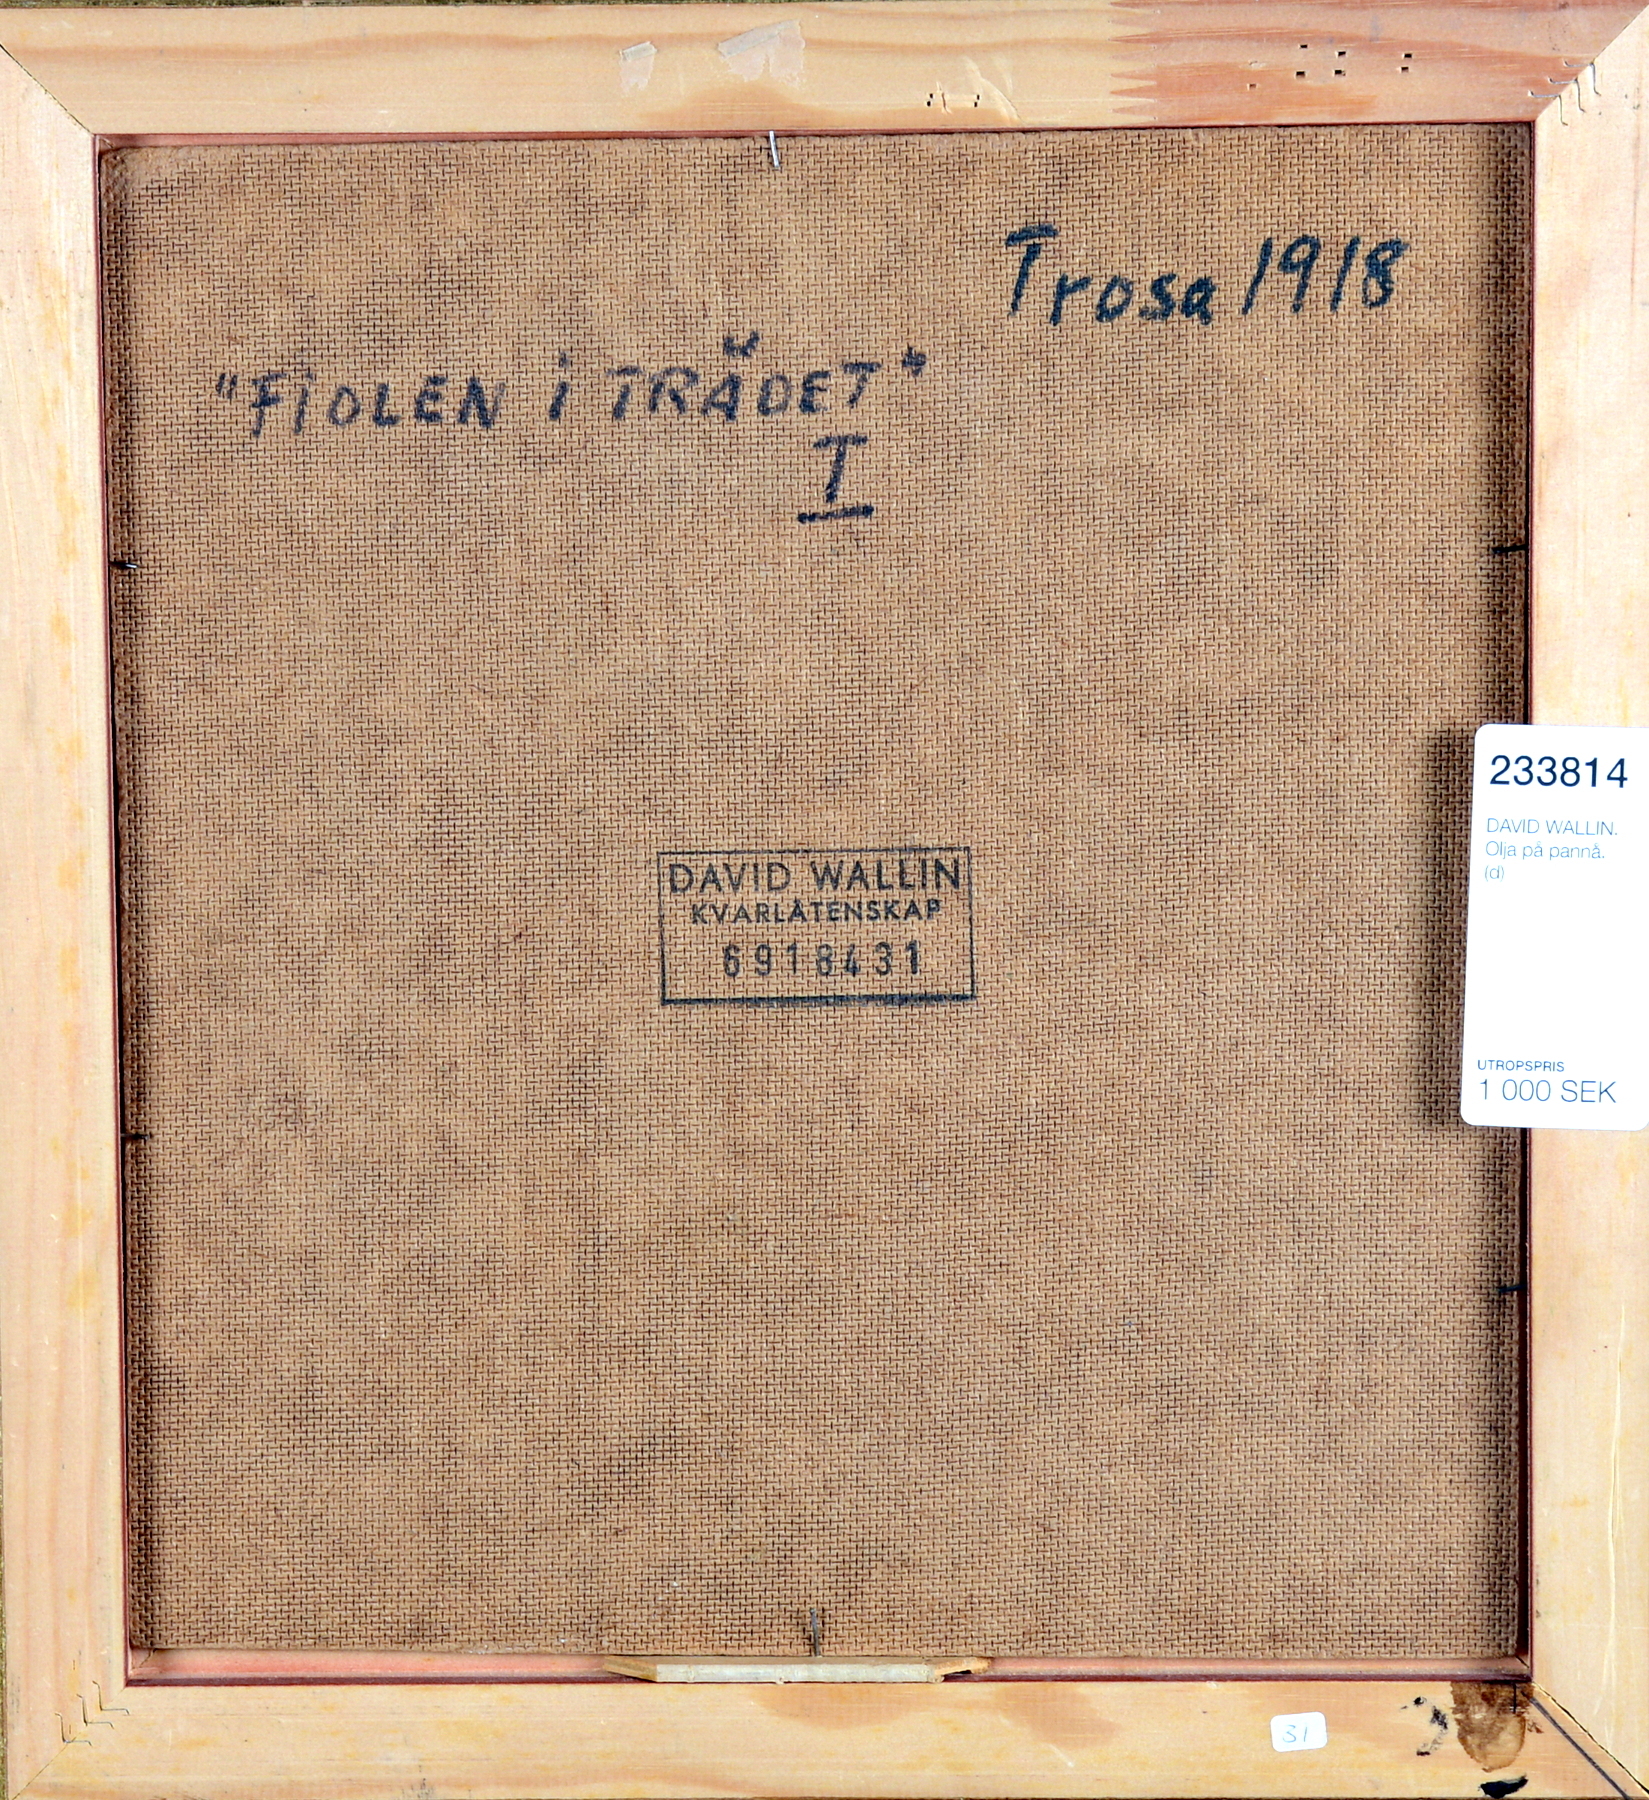 Trosa 1918
"FiOLEN i TRÄDET"
I
233814
DAVID WALLIN.
Olja på pannå.
(d)
DAVID WALLIN
KVARLÅTENSKAP
6918431
UTROPSPRIS
1 000 SEK
31